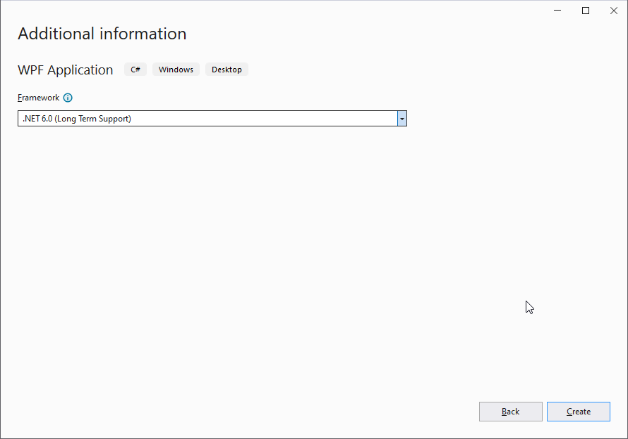 Additional information
WPF Application C# Windows Desktop
Framework
.NET 6.0 (Long Term Support)
Back Create